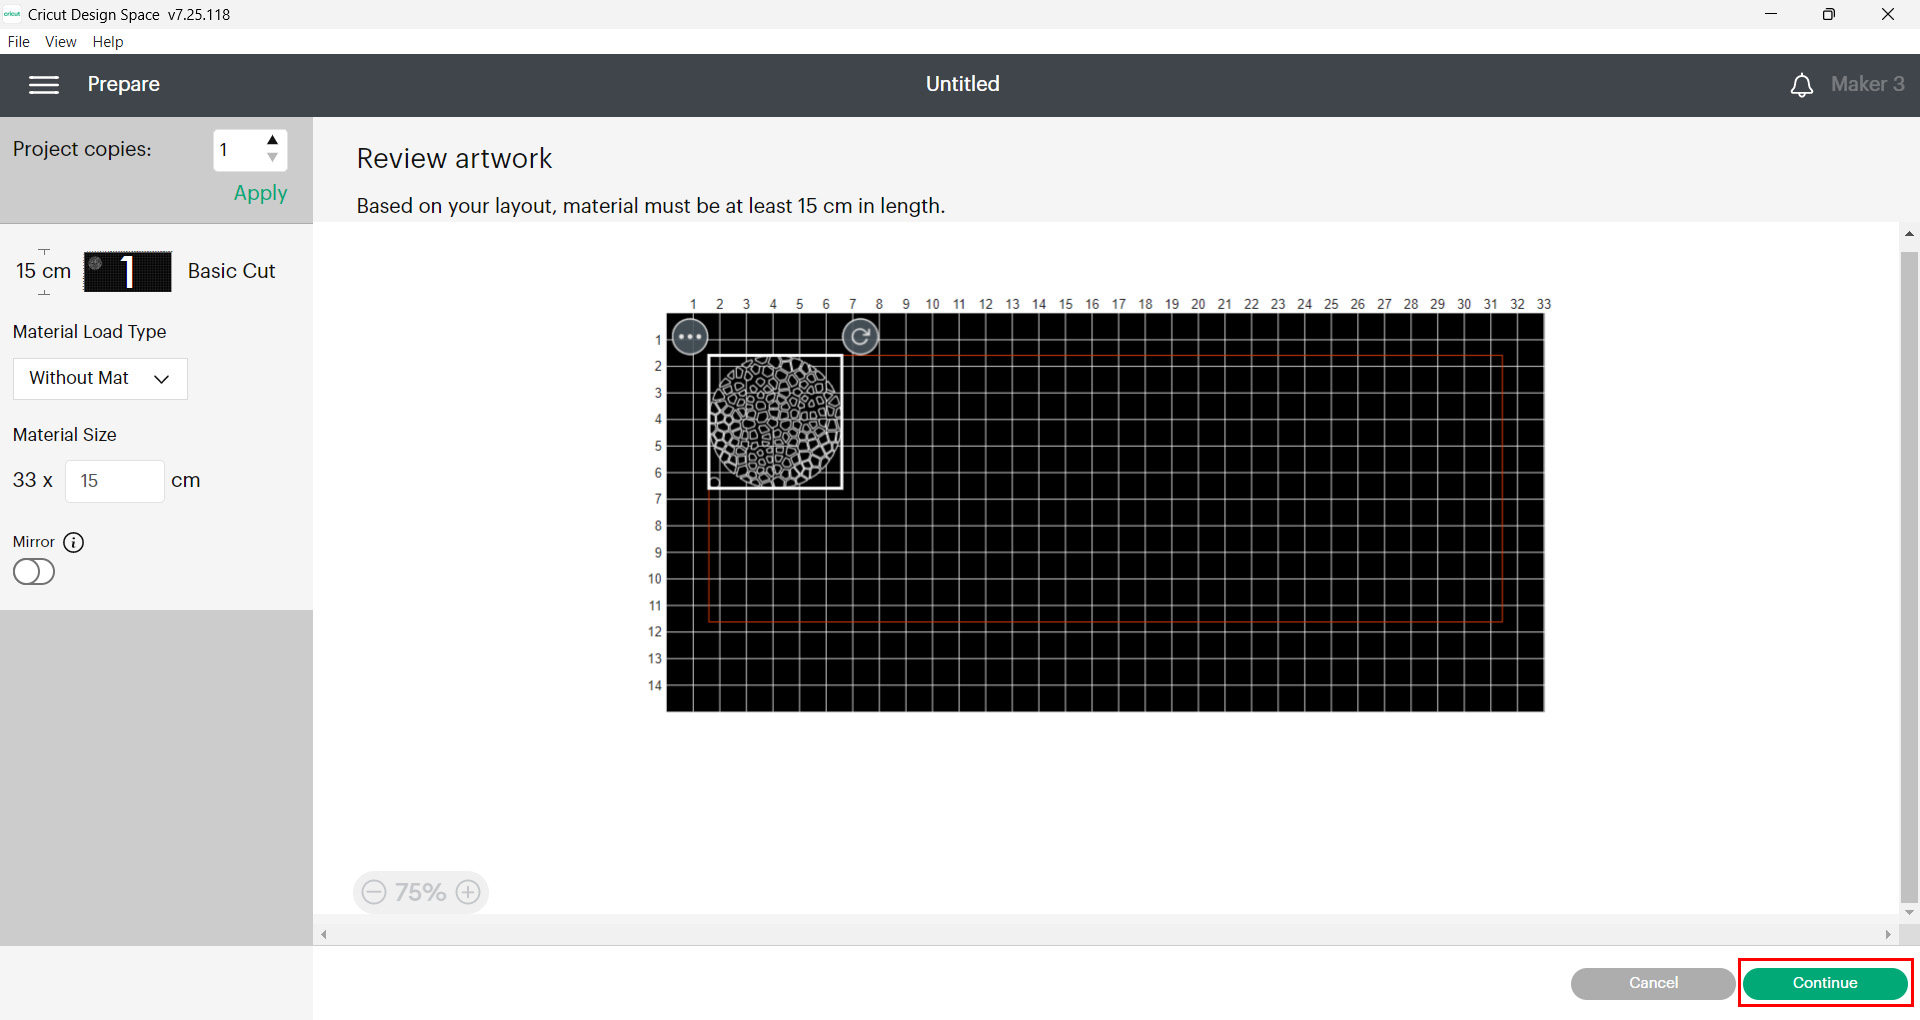 cricut Cricut Design Space v7.25.118
File View Help
Prepare Untitled Maker 3
Project copies: 1
Apply
15 cm 1 Basic Cut
Material Load Type
Without Mat
Material Size
33 x 15 cm
Mirror i
Review artwork
Based on your layout, material must be at least 15 cm in length.
1 2 3 4 5 6 7 8 9 10 11 12 13 14 15 16 17 18 19 20 21 22 23 24 25 26 27 28 29 30 31 32 33
1
2
3
4
5
6
7
8
9
10
11
12
13
14
75%
Cancel Continue